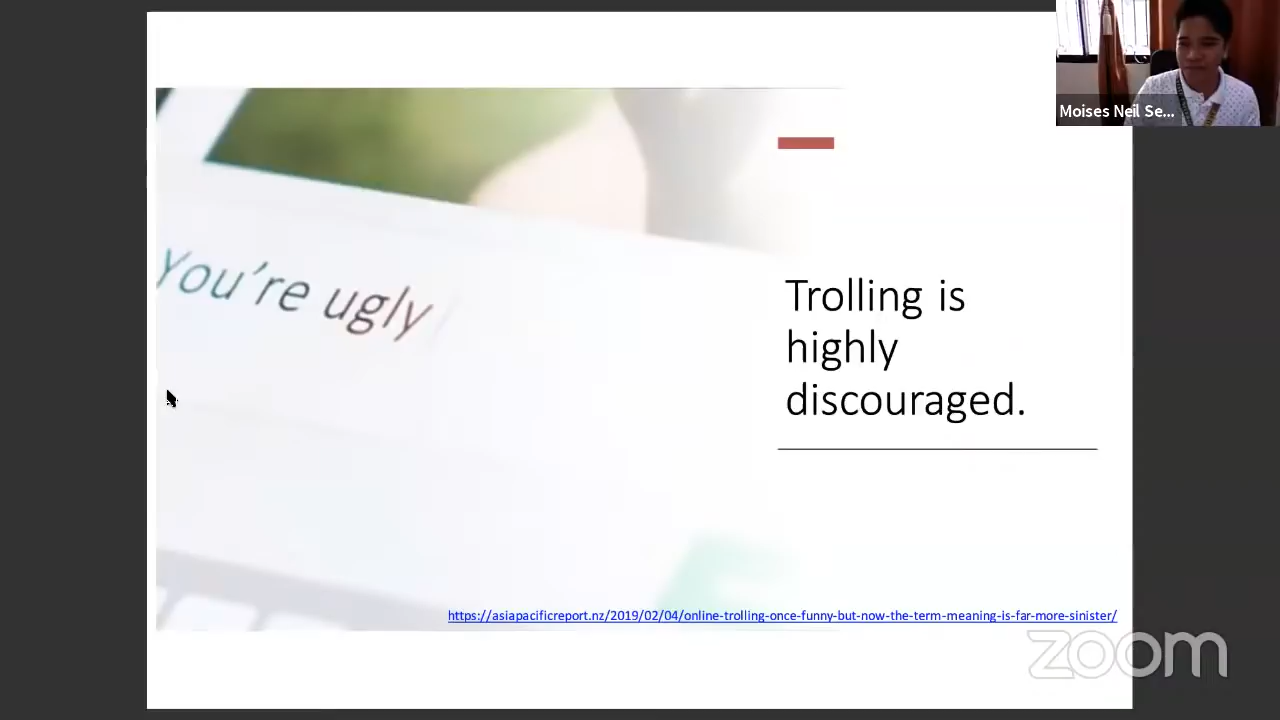 Moises Neil Se...
You're ugly
Trolling is
highly
discouraged.
https://asiapacificreport.nz/2019/02/04/online-trolling-once-funny-but-now-the-term-meaning-is-far-more-sinister/
zoom